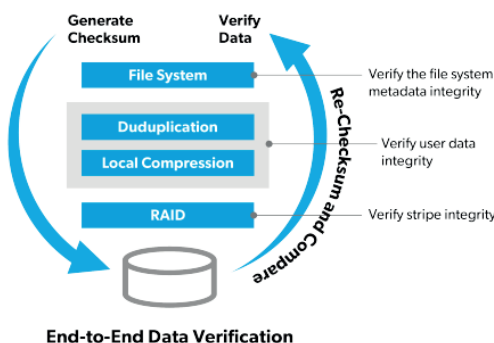 Generate
Checksum
Verify
Data
File System
Verify the file system
metadata integrity
Duduplication
Local Compression
Verify user data
integrity
RAID
Verify stripe integrity
Re-Checksum and Compare
End-to-End Data Verification